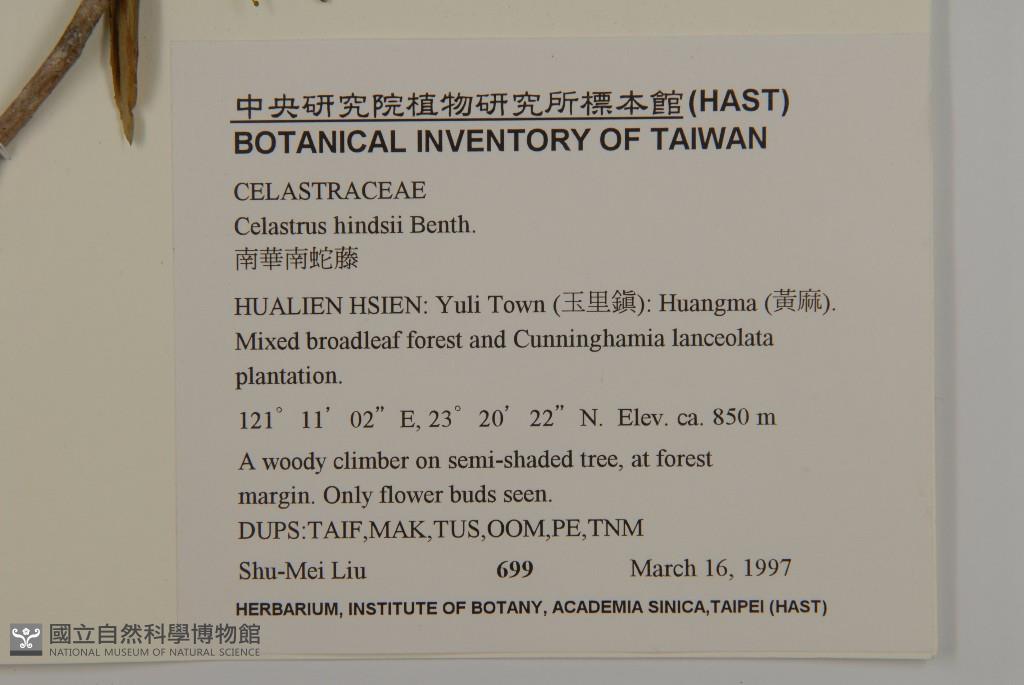 中央研究院植物研究所標本館(HAST)
BOTANICAL INVENTORY OF TAIWAN
CELASTRACEAE
Celastrus hindsii Benth.
南華南蛇藤
HUALIEN HSIEN: Yuli Town (玉里鎮): Huangma (黃麻).
Mixed broadleaf forest and Cunninghamia lanceolata
plantation.
121° 11’ 02” E, 23° 20’ 22” N. Elev. ca. 850 m
A woody climber on semi-shaded tree, at forest
margin. Only flower buds seen.
DUPS:TAIF,MAK,TUS,OOM,PE,TNM
Shu-Mei Liu 699 March 16, 1997
HERBARIUM, INSTITUTE OF BOTANY, ACADEMIA SINICA,TAIPEI (HAST)
國立自然科學博物館
NATIONAL MUSEUM OF NATURAL SCIENCE